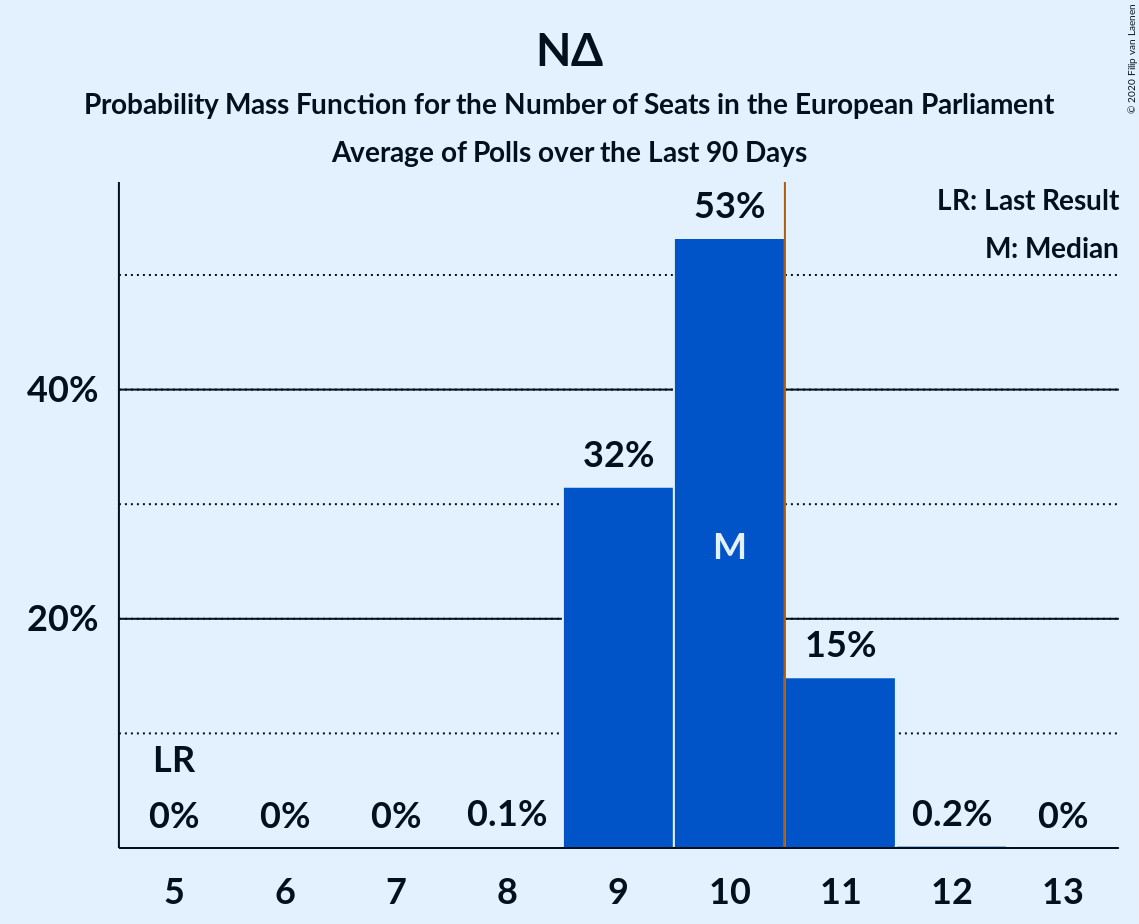 ΝΔ
Probability Mass Function for the Number of Seats in the European Parliament
Average of Polls over the Last 90 Days
© 2020 Filip van Laenen
LR: Last Result
M: Median
53%
40%
32%
M
20%
15%
LR
0% 0% 0% 0.1% 0.2% 0%
5 6 7 8 9 10 11 12 13